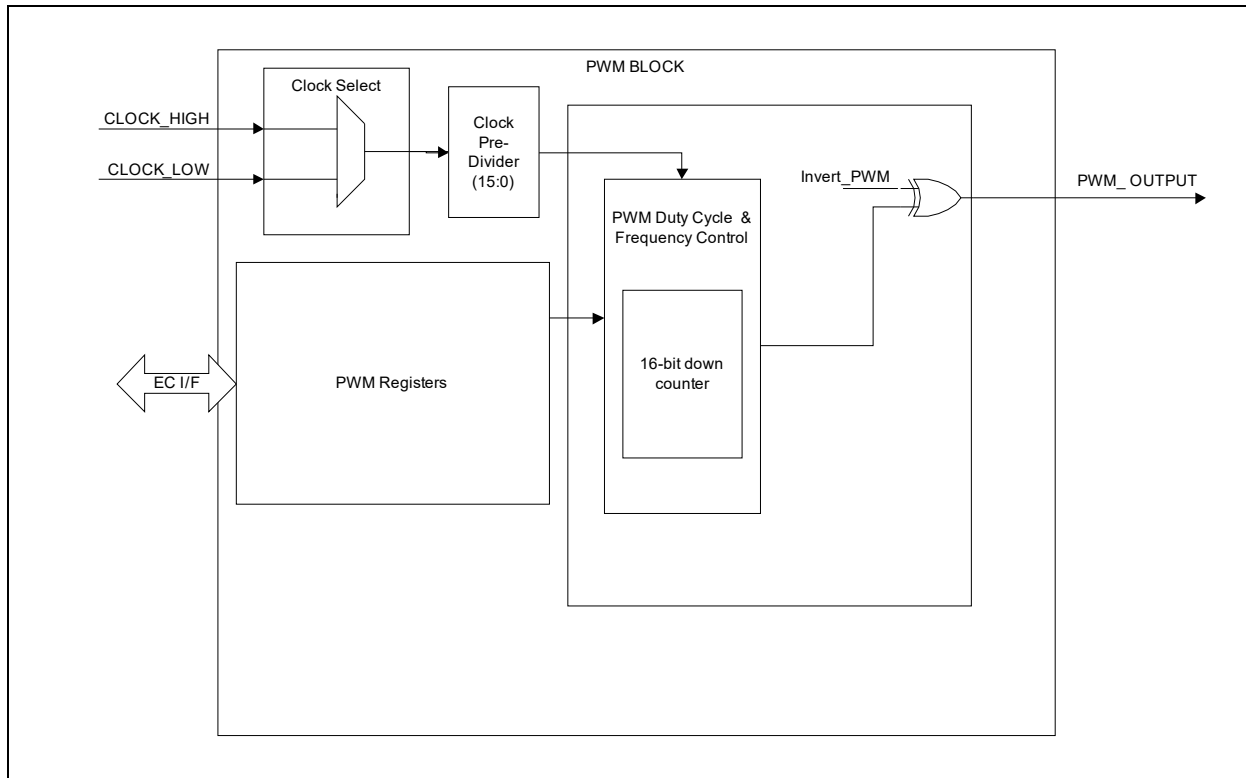 PWM BLOCK
Clock Select
CLOCK_HIGH
CLOCK_LOW
Clock
Pre-
Divider
(15:0)
Invert_PWM
PWM_ OUTPUT
PWM Duty Cycle &
Frequency Control
16-bit down
counter
EC I/F
PWM Registers